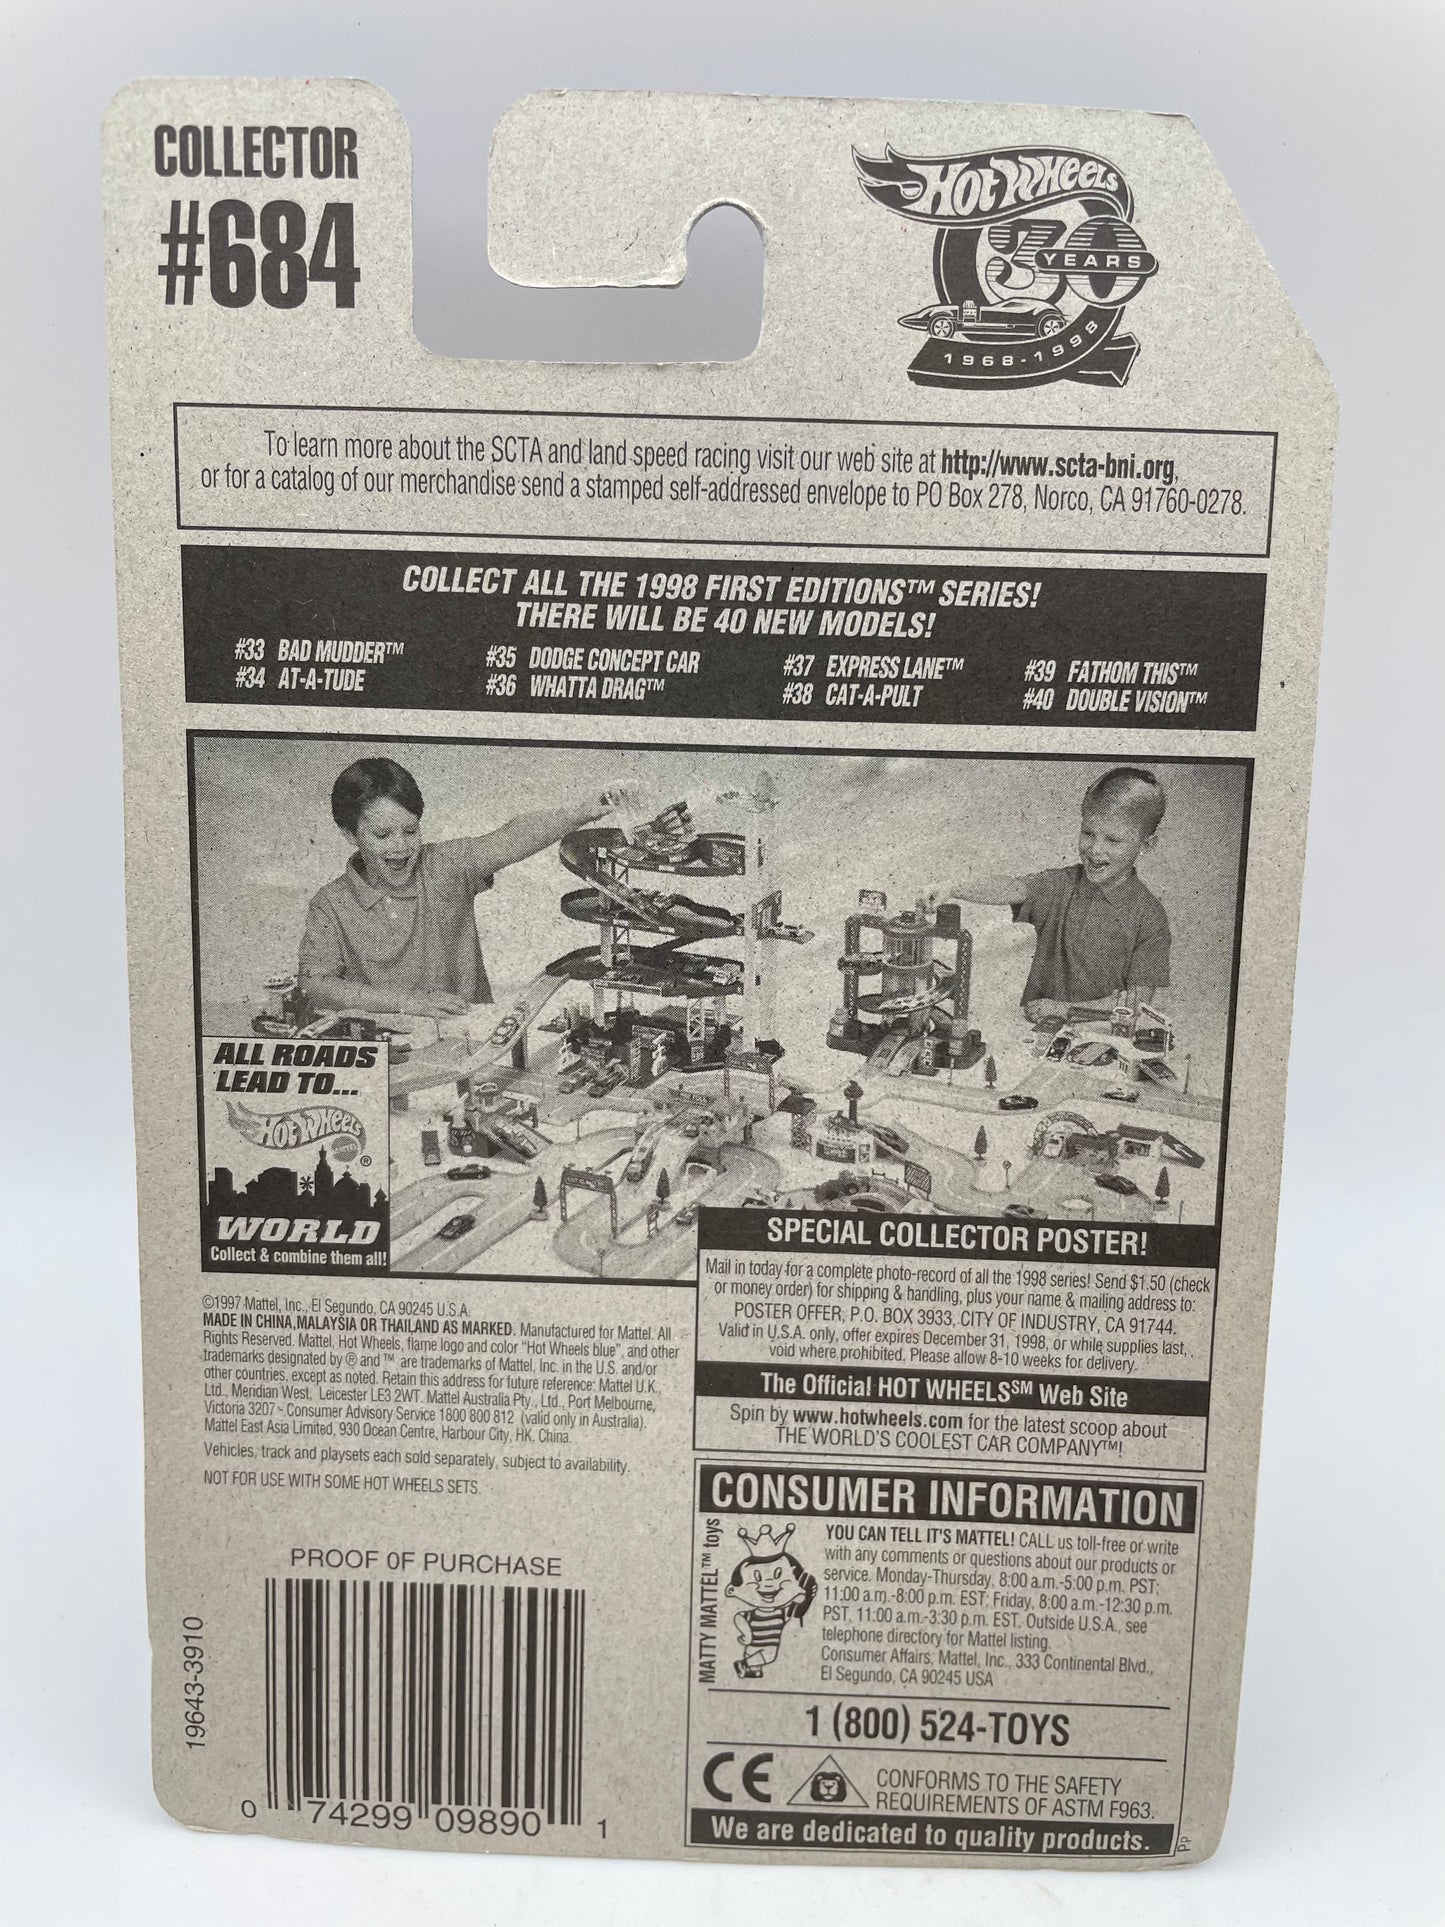 COLLECTOR
#684
HOT WHEELS
30
YEARS
1968-1998
To learn more about the SCTA and land speed racing visit our web site at http://www.scta-bni.org,
or for a catalog of our merchandise send a stamped self-addressed envelope to PO Box 278, Norco, CA 91760-0278.
COLLECT ALL THE 1998 FIRST EDITIONS™ SERIES!
THERE WILL BE 40 NEW MODELS!
#33 BAD MUDDER™
#34 AT-A-TUDE
#35 DODGE CONCEPT CAR
#36 WHATTA DRAG™
#37 EXPRESS LANE™
#38 CAT-A-PULT
#39 FATHOM THIS™
#40 DOUBLE VISION™
ALL ROADS
LEAD TO...
HOT WHEELS ®
WORLD
Collect & combine them all!
SPECIAL COLLECTOR POSTER!
Mail in today for a complete photo-record of all the 1998 series! Send $1.50 (check
or money order) for shipping & handling, plus your name & mailing address to:
POSTER OFFER, P.O. BOX 3933, CITY OF INDUSTRY, CA 91744.
Valid in U.S.A. only, offer expires December 31, 1998, or while supplies last,
void where prohibited. Please allow 8-10 weeks for delivery.
The Official HOT WHEELS℠ Web Site
Spin by www.hotwheels.com for the latest scoop about
THE WORLD'S COOLEST CAR COMPANY™!
©1997 Mattel, Inc., El Segundo, CA 90245 U.S.A.
MADE IN CHINA,MALAYSIA OR THAILAND AS MARKED. Manufactured for Mattel. All
Rights Reserved. Mattel, Hot Wheels, flame logo and color "Hot Wheels blue", and other
trademarks designated by ® and ™ are trademarks of Mattel, Inc. in the U.S. and/or
other countries, except as noted. Retain this address for future reference: Mattel U.K.,
Ltd., Meridian West, Leicester LE3 2WT. Mattel Australia Pty., Ltd., Port Melbourne,
Victoria 3207 - Consumer Advisory Service 1800 800 812 (valid only in Australia).
Mattel East Asia Limited, 930 Ocean Centre, Harbour City, HK, China.
Vehicles, track and playsets each sold separately, subject to availability.
NOT FOR USE WITH SOME HOT WHEELS SETS.
CONSUMER INFORMATION
MATTY MATTEL™ toys
YOU CAN TELL IT'S MATTEL! CALL us toll-free or write
with any comments or questions about our products or
service. Monday-Thursday, 8:00 a.m.-5:00 p.m. PST;
11:00 a.m.-8:00 p.m. EST; Friday, 8:00 a.m.-12:30 p.m.
PST, 11:00 a.m.-3:30 p.m. EST. Outside U.S.A., see
telephone directory for Mattel listing.
Consumer Affairs, Mattel, Inc., 333 Continental Blvd.,
El Segundo, CA 90245 USA
1 (800) 524-TOYS
CE
CONFORMS TO THE SAFETY
REQUIREMENTS OF ASTM F963.
We are dedicated to quality products.
PP
PROOF OF PURCHASE
19643-3910
0 74299 09890 1